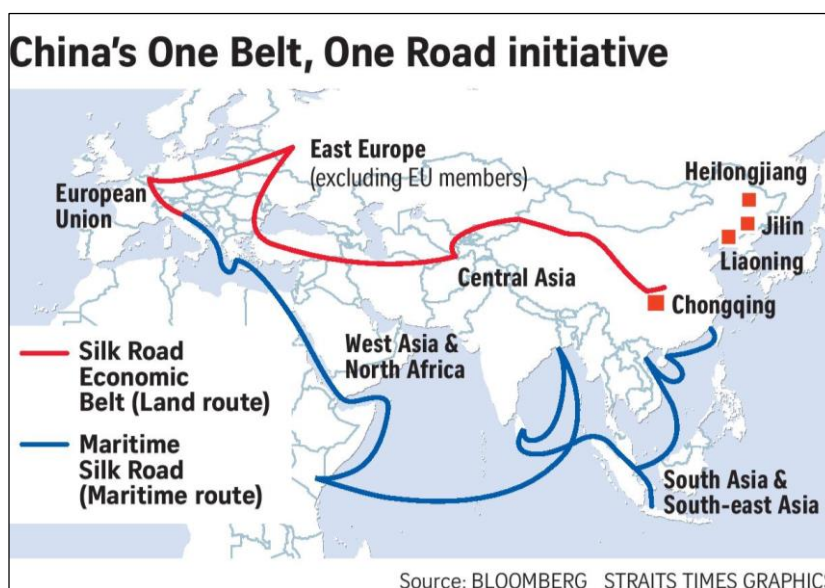 China's One Belt, One Road initiative
East Europe
(excluding EU members)
European
Union
Heilongjiang
Jilin
Liaoning
Central Asia
Chongqing
West Asia &
North Africa
Silk Road
Economic
Belt (Land route)
Maritime
Silk Road
(Maritime route)
South Asia &
South-east Asia
Source: BLOOMBERG STRAITS TIMES GRAPHICS